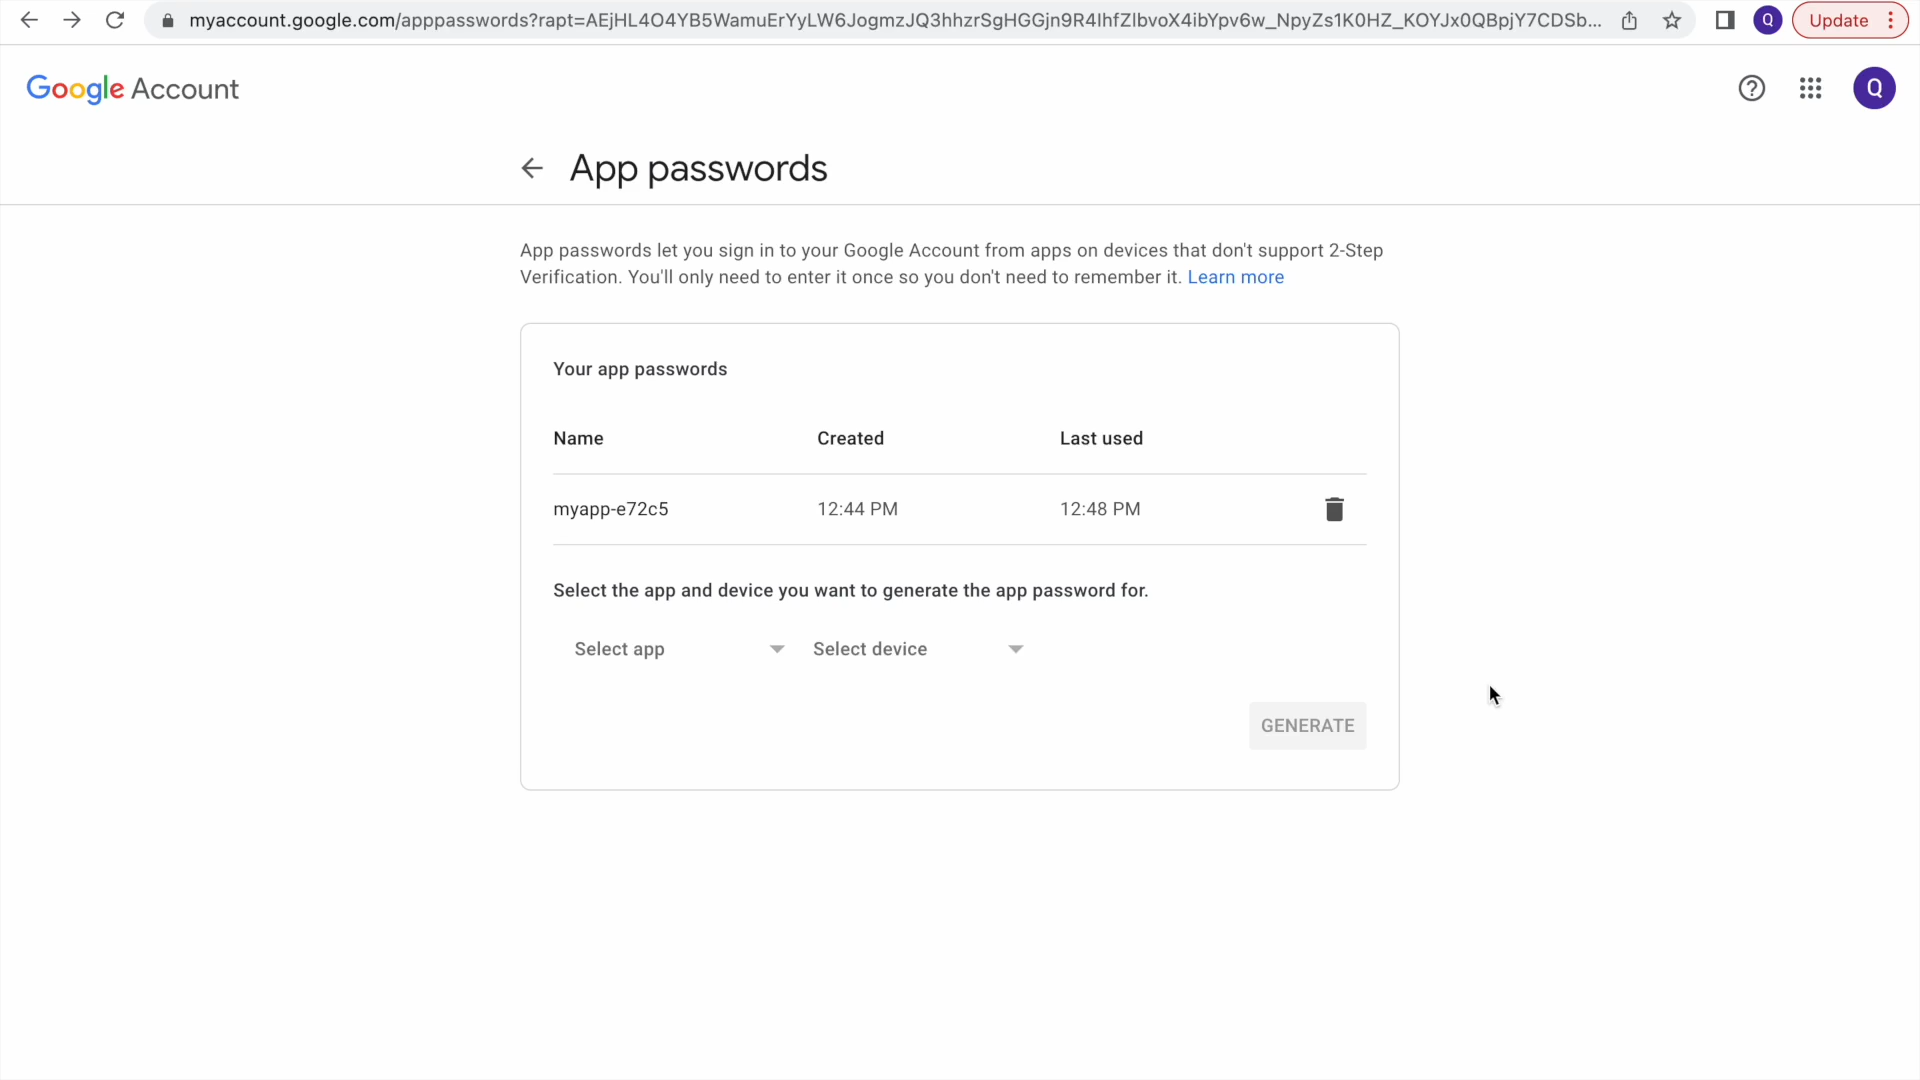 myaccount.google.com/apppasswords?rapt=AEjHL4O4YB5WamuErYyLW6JogmzJQ3hhzrSgHGGjn9R4IhfZlbvoX4ibYpv6w_NpyZs1K0HZ_KOYJx0QBpjY7CDSb...
Q
Update
Google Account
Q
App passwords
App passwords let you sign in to your Google Account from apps on devices that don't support 2-Step
Verification. You'll only need to enter it once so you don't need to remember it. Learn more
Your app passwords
Name Created Last used
myapp-e72c5 12:44 PM 12:48 PM
Select the app and device you want to generate the app password for.
Select app Select device
GENERATE